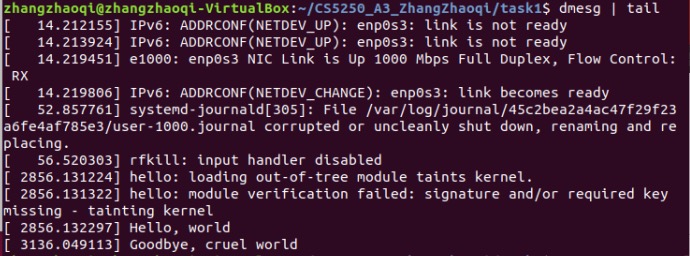 zhangzhaoqi@zhangzhaoqi-VirtualBox:~/CS5250_A3_ZhangZhaoqi/task1$ dmesg | tail
[   14.212155] IPv6: ADDRCONF(NETDEV_UP): enp0s3: link is not ready
[   14.213924] IPv6: ADDRCONF(NETDEV_UP): enp0s3: link is not ready
[   14.219451] e1000: enp0s3 NIC Link is Up 1000 Mbps Full Duplex, Flow Control:
 RX
[   14.219806] IPv6: ADDRCONF(NETDEV_CHANGE): enp0s3: link becomes ready
[   52.857761] systemd-journald[305]: File /var/log/journal/45c2bea2a4ac47f29f23
a6fe4af785e3/user-1000.journal corrupted or uncleanly shut down, renaming and re
placing.
[   56.520303] rfkill: input handler disabled
[ 2856.131224] hello: loading out-of-tree module taints kernel.
[ 2856.131322] hello: module verification failed: signature and/or required key
missing - tainting kernel
[ 2856.132297] Hello, world
[ 3136.049113] Goodbye, cruel world